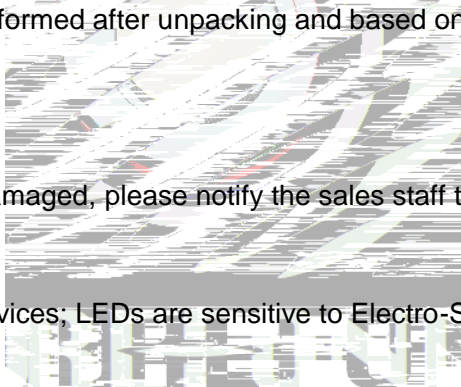 formed after unpacking and based on
maged, please notify the sales staff t
vices; LEDs are sensitive to Electro-S